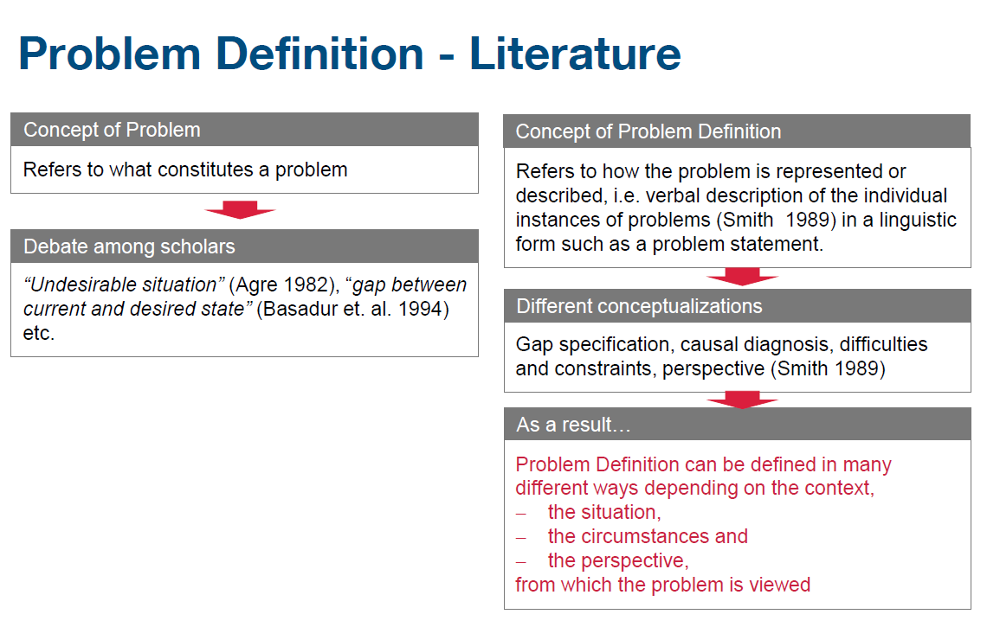 Problem Definition - Literature
Concept of Problem
Refers to what constitutes a problem
Debate among scholars
“Undesirable situation” (Agre 1982), “gap between
current and desired state” (Basadur et. al. 1994)
etc.
Concept of Problem Definition
Refers to how the problem is represented or
described, i.e. verbal description of the individual
instances of problems (Smith  1989) in a linguistic
form such as a problem statement.
Different conceptualizations
Gap specification, causal diagnosis, difficulties
and constraints, perspective (Smith 1989)
As a result…
Problem Definition can be defined in many
different ways depending on the context,
– the situation,
– the circumstances and
– the perspective,
from which the problem is viewed